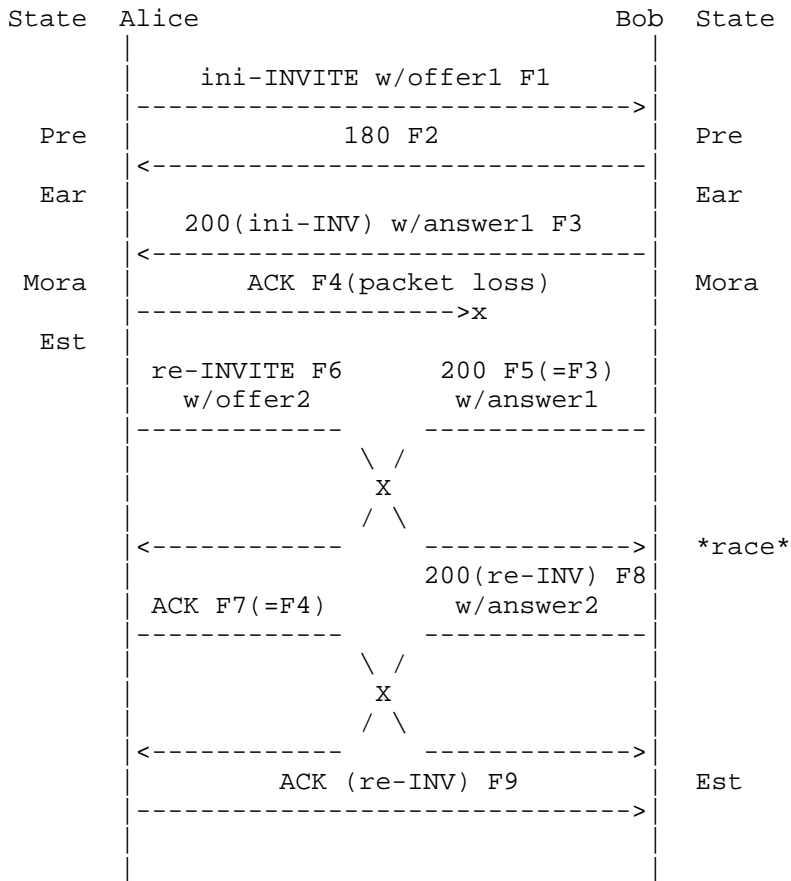 State Alice Bob State
ini-INVITE w/offer1 F1
Pre 180 F2 Pre
Ear Ear
200(ini-INV) w/answer1 F3
Mora ACK F4(packet loss) Mora
x
Est
re-INVITE F6 200 F5(=F3)
w/offer2 w/answer1
X
*race*
200(re-INV) F8
ACK F7(=F4) w/answer2
X
ACK (re-INV) F9 Est